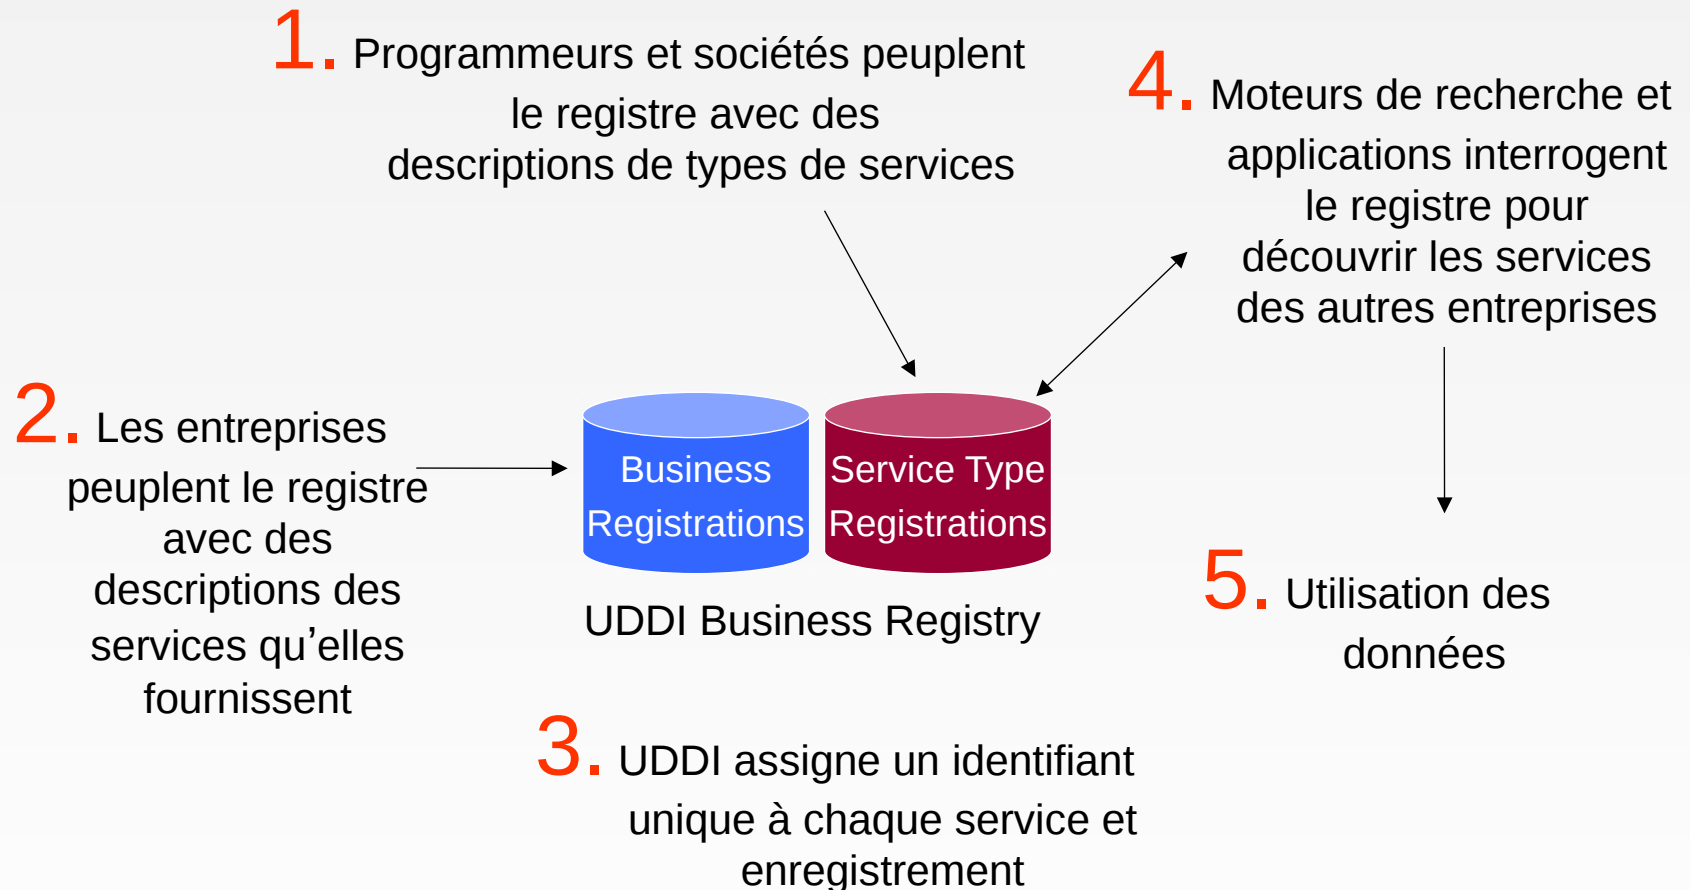 1. Programmeurs et sociétés peuplent
le registre avec des
descriptions de types de services
2. Les entreprises
peuplent le registre
avec des
descriptions des
services qu’elles
fournissent
Business
Registrations
Service Type
Registrations
UDDI Business Registry
3. UDDI assigne un identifiant
unique à chaque service et
enregistrement
4. Moteurs de recherche et
applications interrogent
le registre pour
découvrir les services
des autres entreprises
5. Utilisation des
données